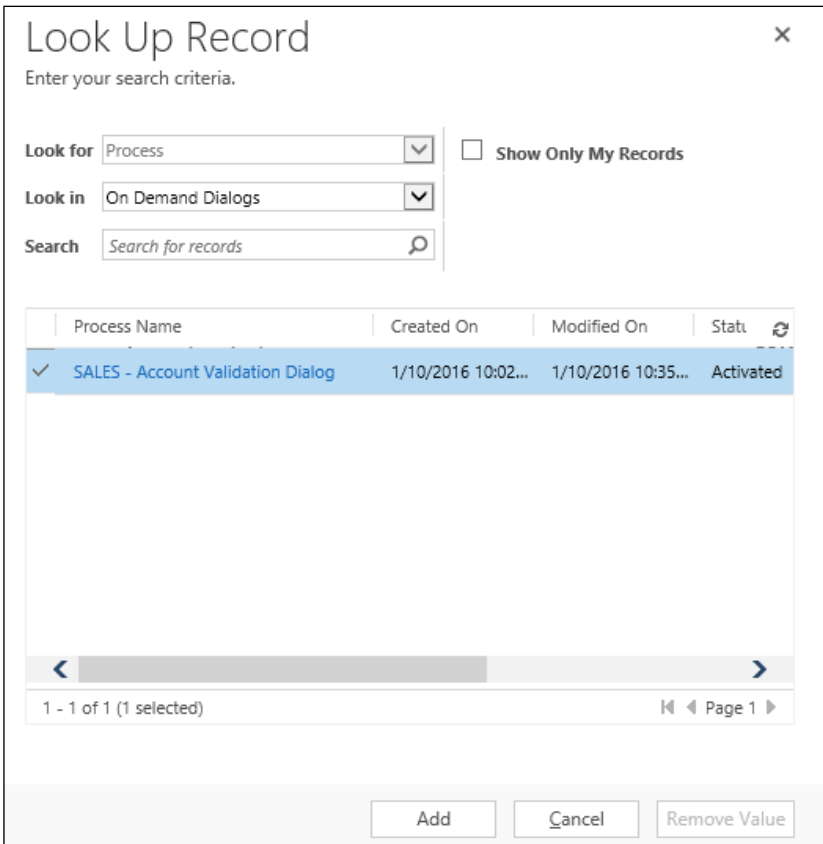 Look Up Record
Enter your search criteria.
Look for Process
Show Only My Records
Look in On Demand Dialogs
Search Search for records
Process Name Created On Modified On Statu
SALES - Account Validation Dialog 1/10/2016 10:02... 1/10/2016 10:35... Activated
1 - 1 of 1 (1 selected) Page 1
Add Cancel Remove Value